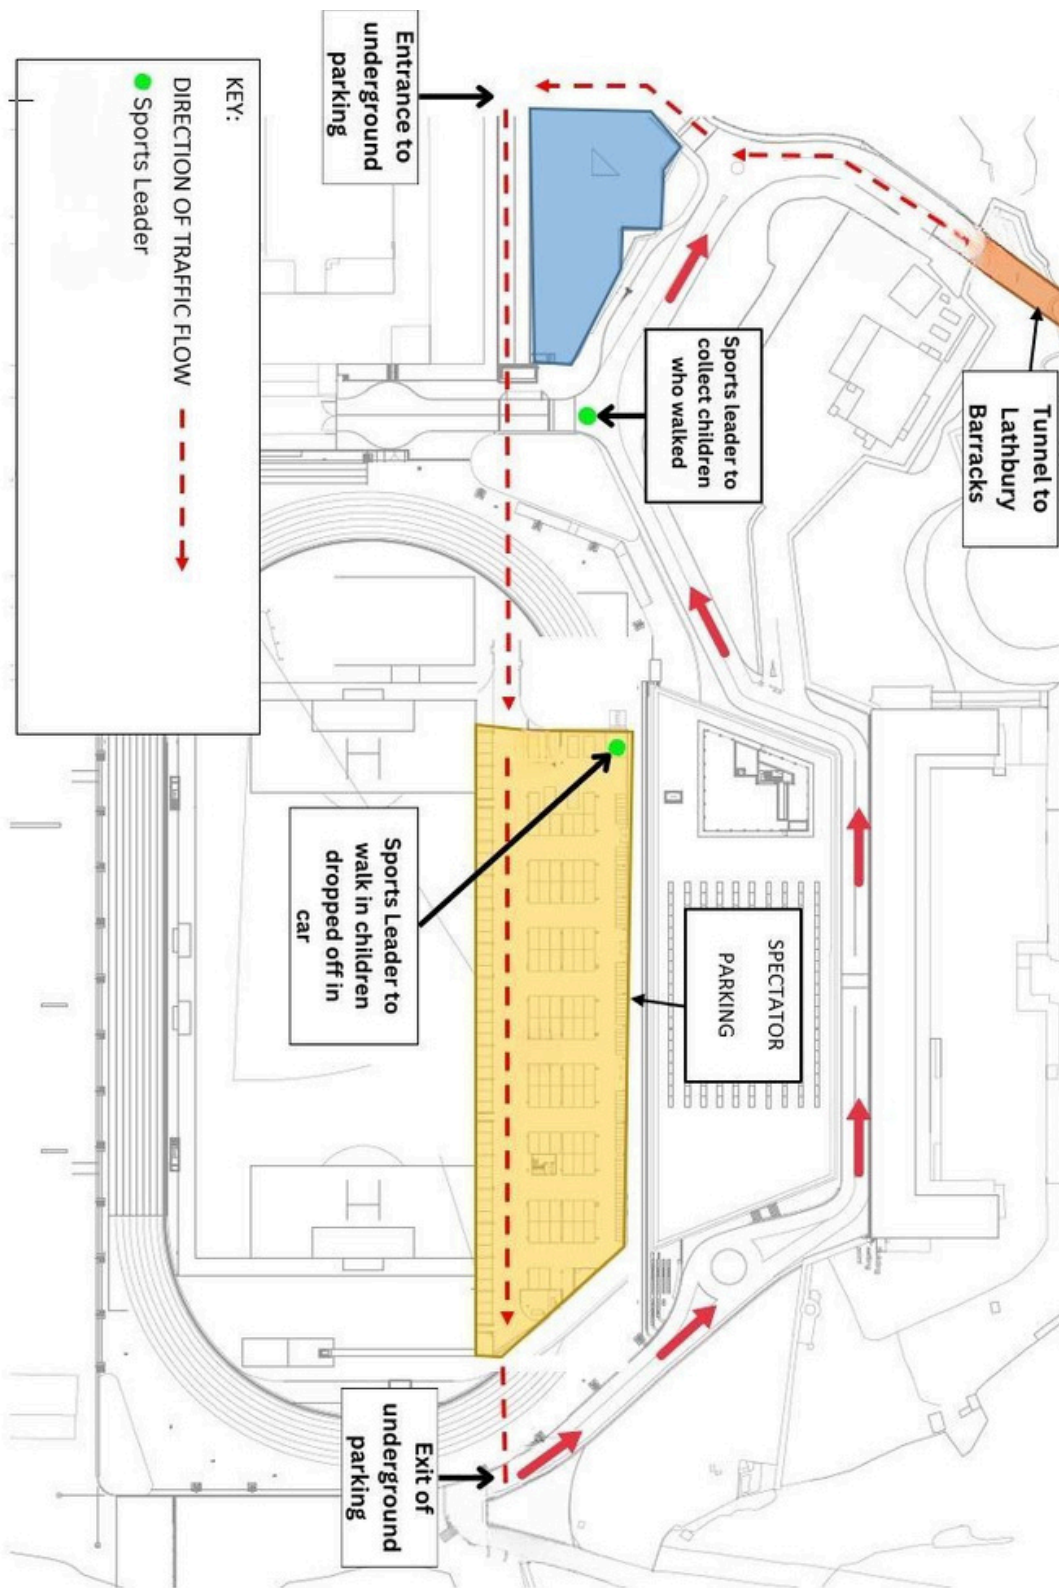 KEY:
DIRECTION OF TRAFFIC FLOW
Sports Leader
Entrance to
underground
parking
Tunnel to
Lathbury
Barracks
Sports leader to
collect children
who walked
SPECTATOR
PARKING
Sports Leader to
walk in children
dropped off in
car
Exit of
underground
parking